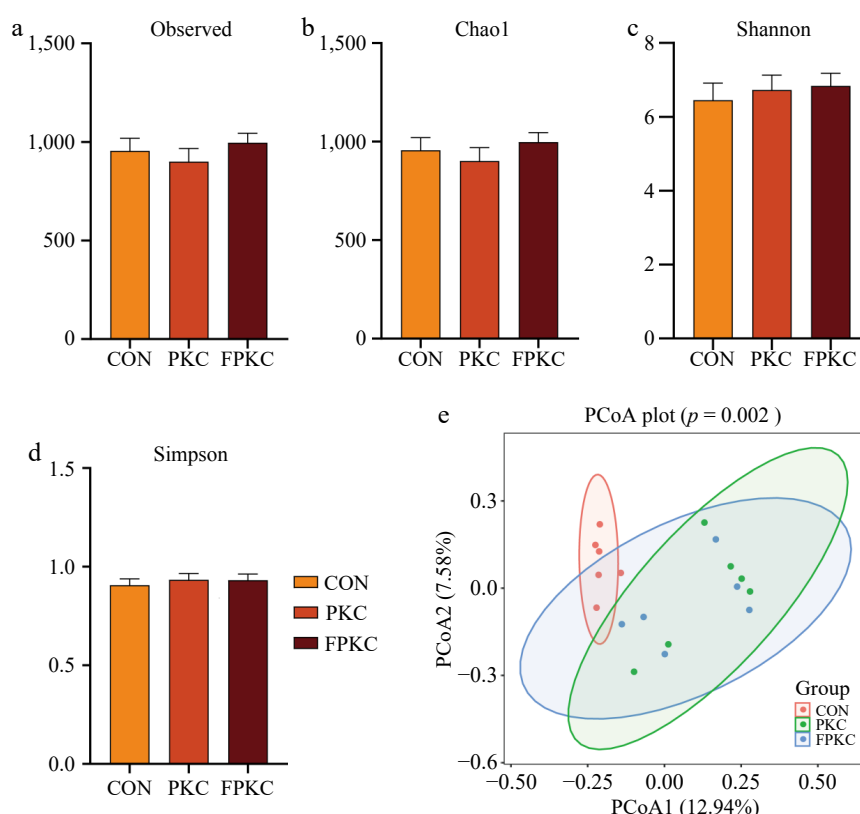 a
Observed
1,500
1,000
500
0
CON PKC FPKC
b
Chao1
1,500
1,000
500
0
CON PKC FPKC
c
Shannon
8
6
4
2
0
CON PKC FPKC
d
Simpson
1.5
1.0
0.5
0.0
CON PKC FPKC
CON
PKC
FPKC
e
PCoA plot (p = 0.002 )
PCoA2 (7.58%)
0.3
0.0
−0.3
−0.6
−0.50 −0.25 0.00 0.25 0.50
PCoA1 (12.94%)
Group
CON
PKC
FPKC